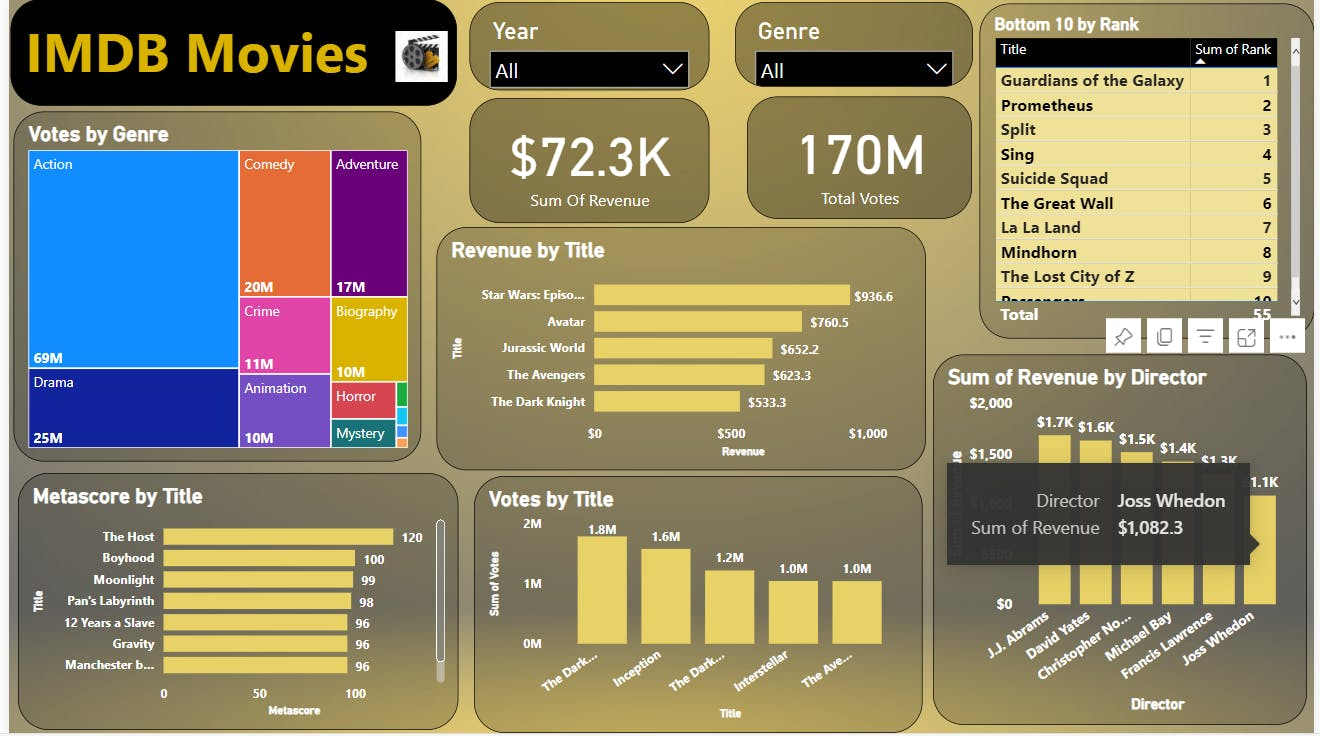 IMDB Movies
Year
All
Genre
All
Bottom 10 by Rank
Title Sum of Rank
Guardians of the Galaxy 1
Prometheus 2
Split 3
Sing 4
Suicide Squad 5
The Great Wall 6
La La Land 7
Mindhorn 8
The Lost City of Z 9
Passengers 10
Total 55
$72.3K
Sum Of Revenue
170M
Total Votes
Votes by Genre
Action
69M
Drama
25M
Comedy
20M
Adventure
17M
Crime
11M
Biography
10M
Animation
10M
Horror
Mystery
Revenue by Title
Title
Star Wars: Episo... $936.6
Avatar $760.5
Jurassic World $652.2
The Avengers $623.3
The Dark Knight $533.3
$0 $500 $1,000
Revenue
Sum of Revenue by Director
$2,000
$1,500
$0
$1.7K $1.6K $1.5K $1.4K $1.3K 1.1K
Director Joss Whedon
Sum of Revenue $1,082.3
J.J. Abrams
David Yates
Christopher No...
Michael Bay
Francis Lawrence
Joss Whedon
Director
Metascore by Title
Title
The Host 120
Boyhood 100
Moonlight 99
Pan's Labyrinth 98
12 Years a Slave 96
Gravity 96
Manchester b... 96
0 50 100
Metascore
Votes by Title
Sum of Votes
2M
1M
0M
1.8M 1.6M 1.2M 1.0M 1.0M
The Dark...
Inception
The Dark...
Interstellar
The Ave...
Title